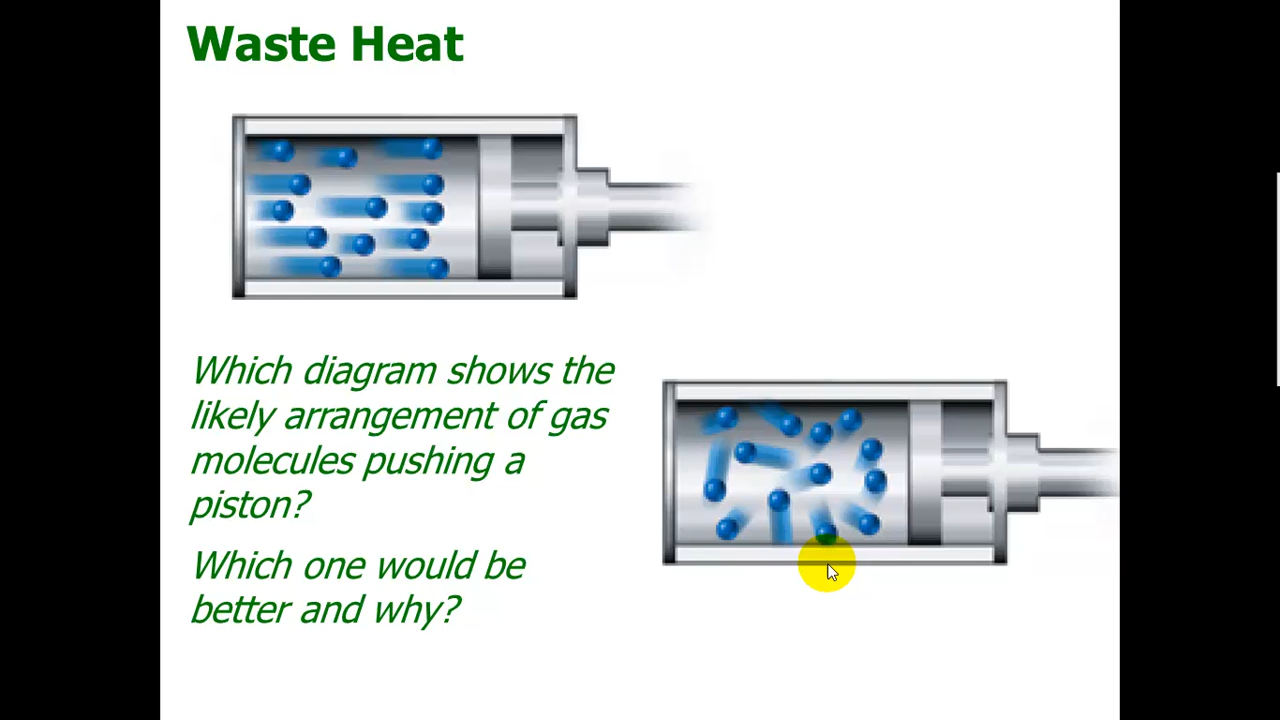 Waste Heat
Which diagram shows the
likely arrangement of gas
molecules pushing a
piston?
Which one would be
better and why?